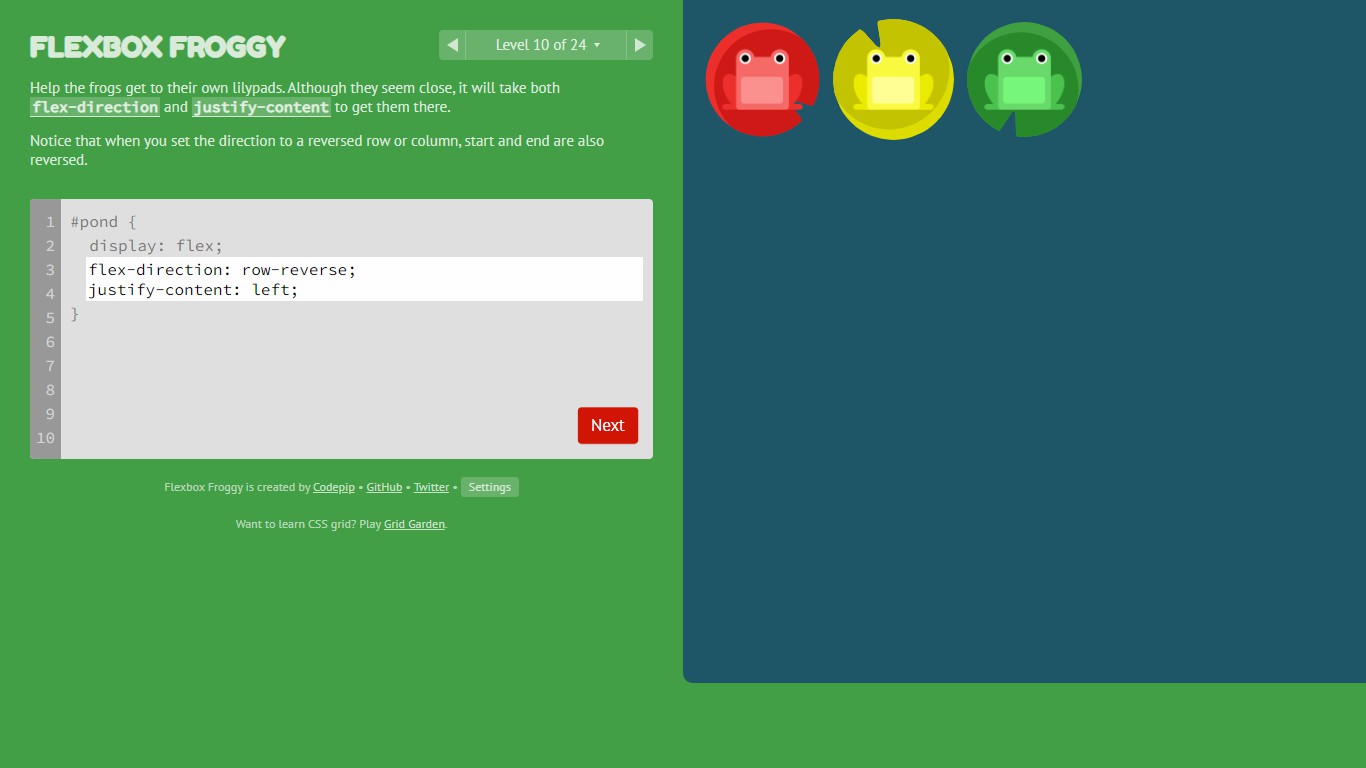 FLEXBOX FROGGY
Level 10 of 24
Help the frogs get to their own lilypads. Although they seem close, it will take both
flex-direction and justify-content to get them there.
Notice that when you set the direction to a reversed row or column, start and end are also
reversed.
1 #pond {
2 display: flex;
3 flex-direction: row-reverse;
4 justify-content: left;
5 }
6
7
8
9
10
Next
Flexbox Froggy is created by Codepip • GitHub • Twitter • Settings
Want to learn CSS grid? Play Grid Garden.